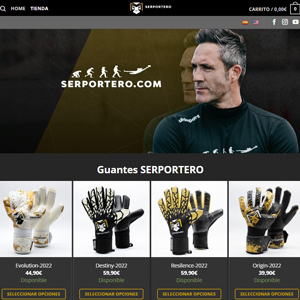 HOME TIENDA
SERPORTERO
CARRITO / 0,00€ 0
SERPORTERO.COM
Guantes SERPORTERO
Evolution-2022
44,90€
Disponible
SELECCIONAR OPCIONES
Destiny-2022
59,90€
Disponible
SELECCIONAR OPCIONES
Resilence-2022
59,90€
Disponible
SELECCIONAR OPCIONES
Origin-2022
39,90€
Disponible
SELECCIONAR OPCIONES